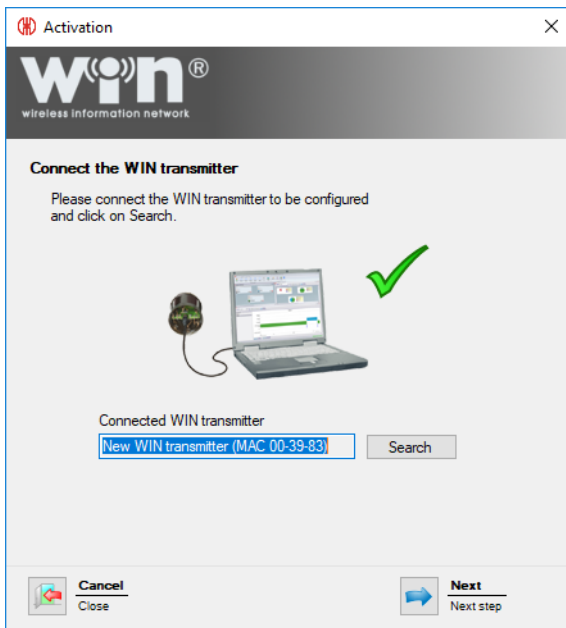 Activation
win®
wireless information network
Connect the WIN transmitter
Please connect the WIN transmitter to be configured
and click on Search.
Connected WIN transmitter
New WIN transmitter (MAC 00-39-83)
Search
Cancel
Close
Next
Next step